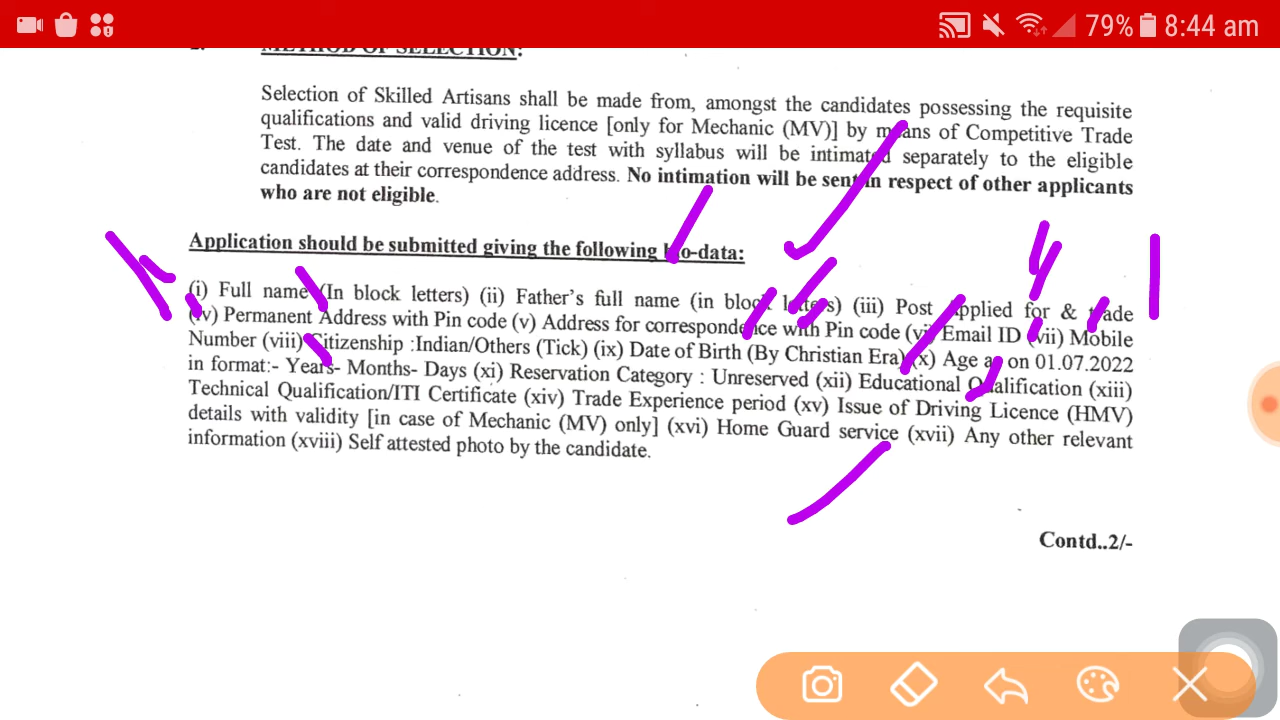 79% 8:44 am
METHOD OF SELECTION:
Selection of Skilled Artisans shall be made from, amongst the candidates possessing the requisite
qualifications and valid driving licence [only for Mechanic (MV)] by means of Competitive Trade
Test. The date and venue of the test with syllabus will be intimated separately to the eligible
candidates at their correspondence address. No intimation will be sent in respect of other applicants
who are not eligible.
Application should be submitted giving the following bio-data:
(i) Full name (In block letters) (ii) Father's full name (in block letters) (iii) Post applied for & trade
(iv) Permanent Address with Pin code (v) Address for correspondence with Pin code (vi) Email ID (vii) Mobile
Number (viii) Citizenship :Indian/Others (Tick) (ix) Date of Birth (By Christian Era) (x) Age as on 01.07.2022
in format:- Years- Months- Days (xi) Reservation Category : Unreserved (xii) Educational Qualification (xiii)
Technical Qualification/ITI Certificate (xiv) Trade Experience period (xv) Issue of Driving Licence (HMV)
details with validity [in case of Mechanic (MV) only] (xvi) Home Guard service (xvii) Any other relevant
information (xviii) Self attested photo by the candidate.
Contd..2/-